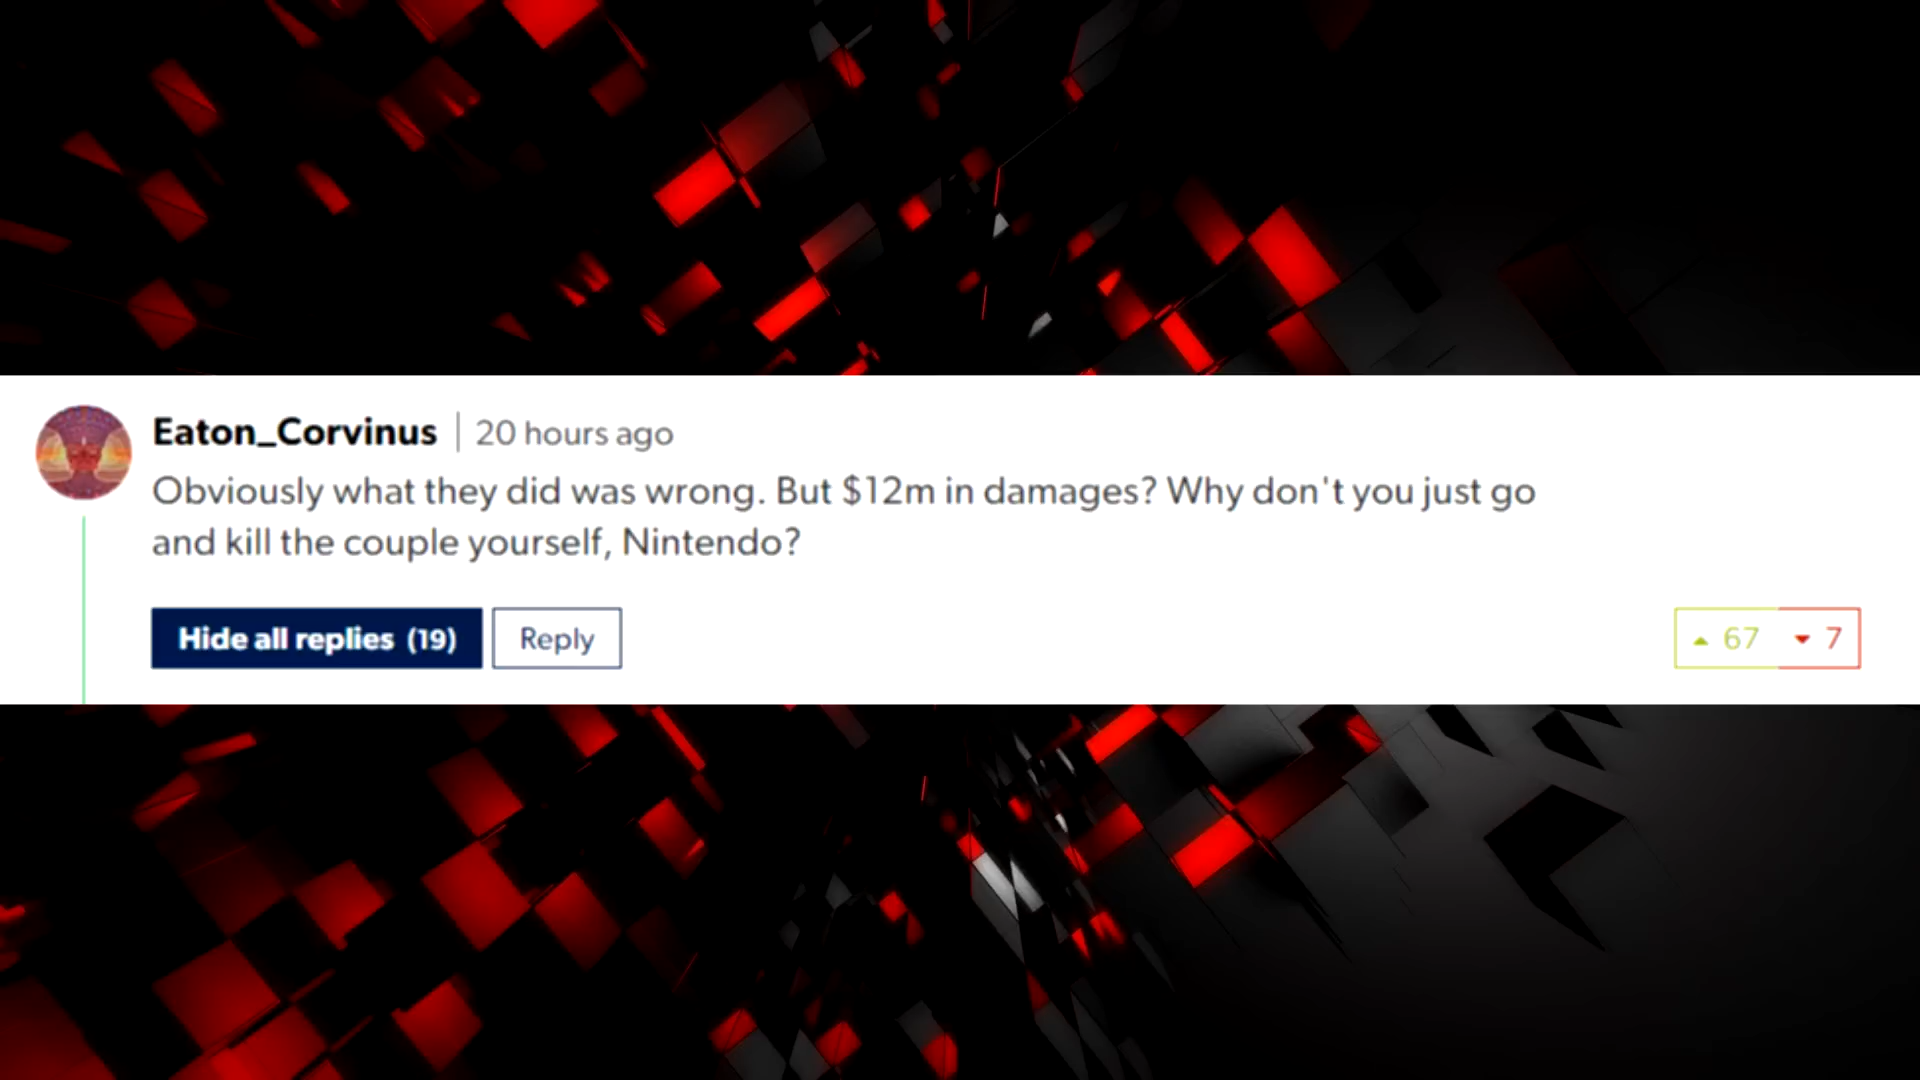 Eaton_Corvinus | 20 hours ago
Obviously what they did was wrong. But $12m in damages? Why don't you just go
and kill the couple yourself, Nintendo?
Hide all replies (19) Reply 67 7